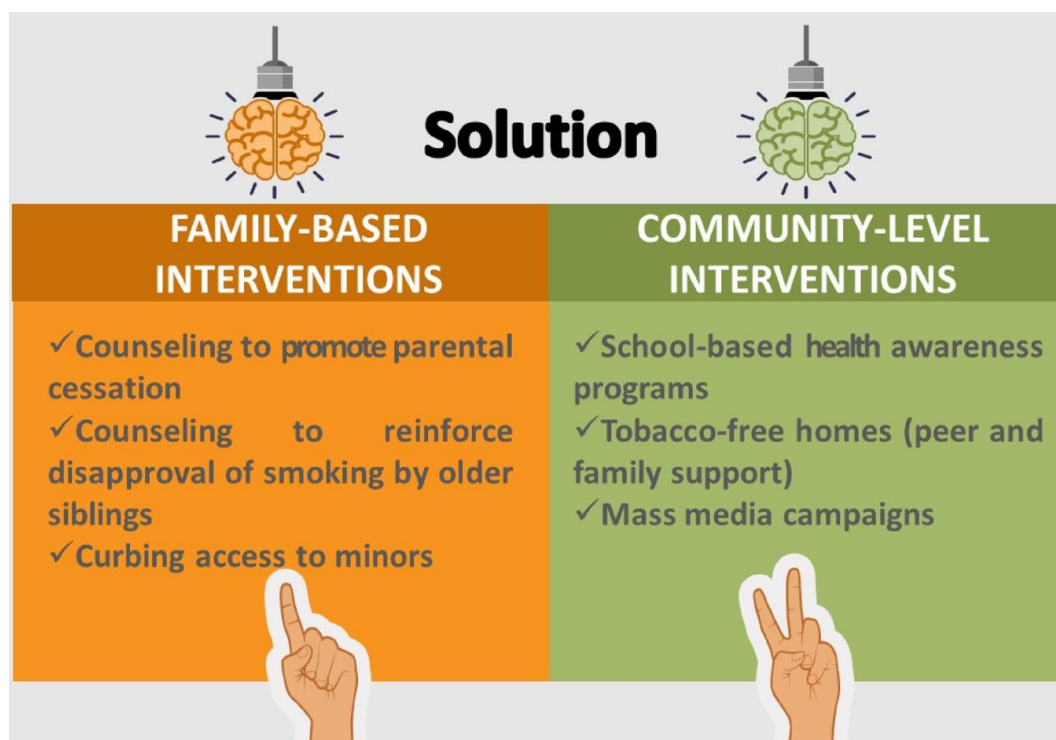 Solution
FAMILY-BASED
INTERVENTIONS
✓Counseling to promote parental
cessation
✓Counseling to reinforce
disapproval of smoking by older
siblings
✓Curbing access to minors
COMMUNITY-LEVEL
INTERVENTIONS
✓School-based health awareness
programs
✓Tobacco-free homes (peer and
family support)
✓Mass media campaigns